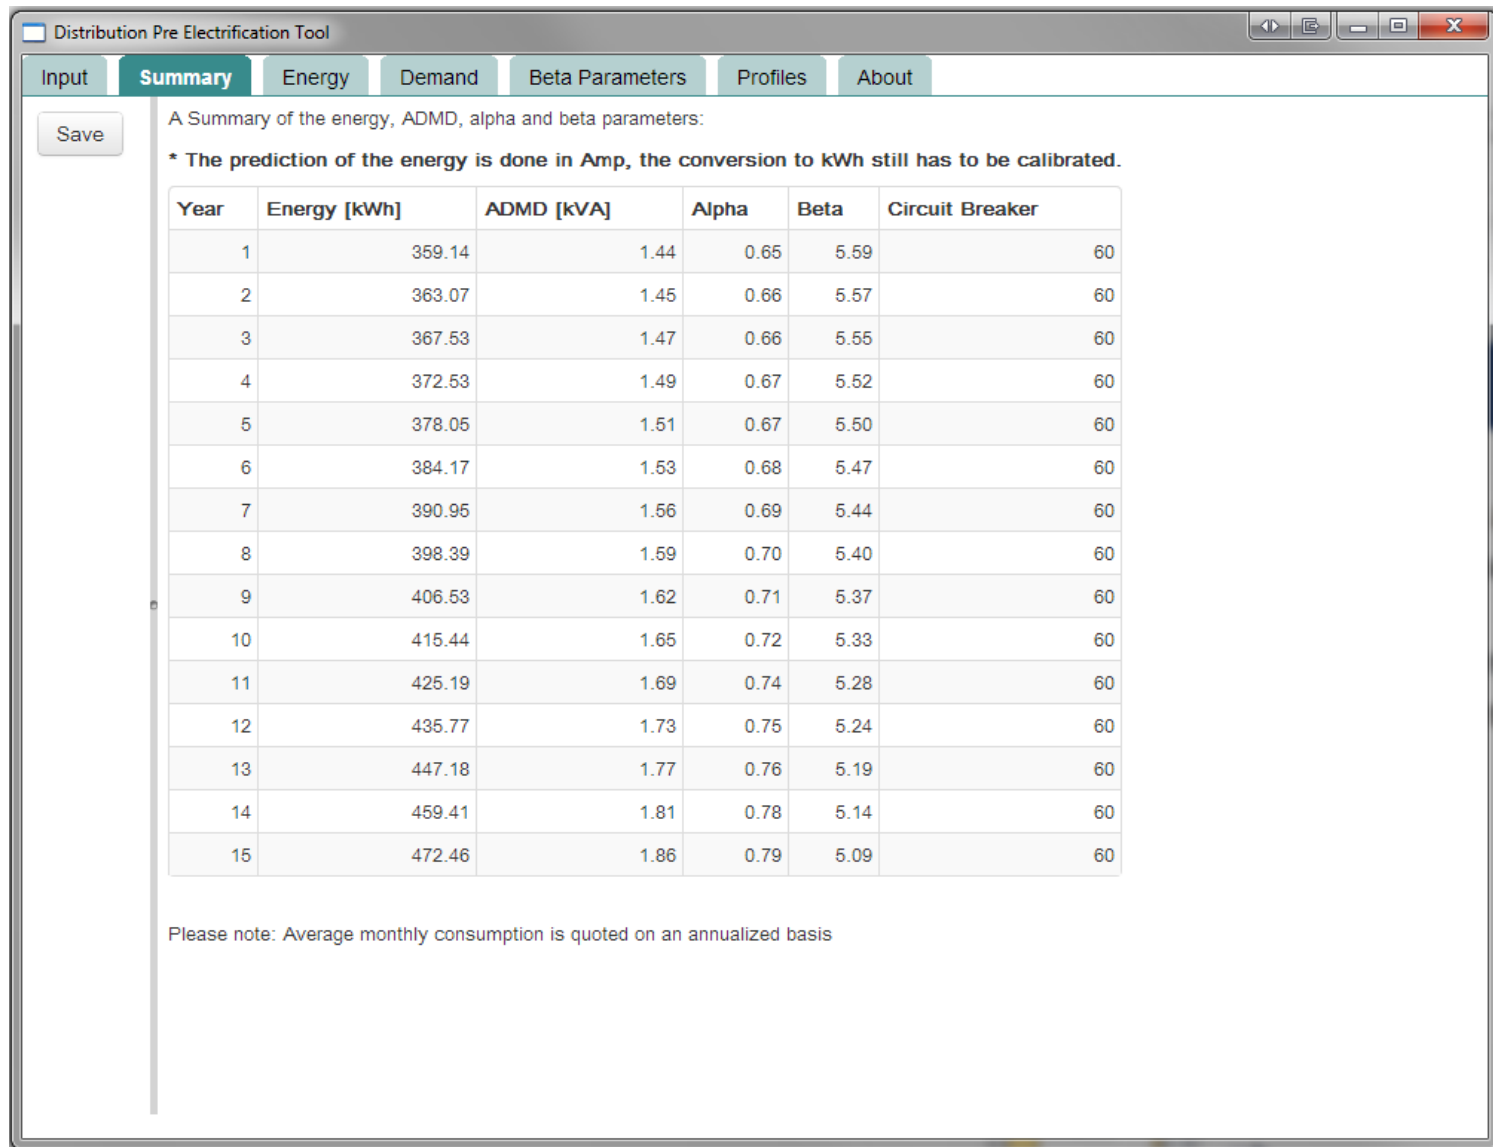 Distribution Pre Electrification Tool
Input Summary Energy Demand Beta Parameters Profiles About
Save
A Summary of the energy, ADMD, alpha and beta parameters:
* The prediction of the energy is done in Amp, the conversion to kWh still has to be calibrated.
Year Energy [kWh] ADMD [kVA] Alpha Beta Circuit Breaker
1 359.14 1.44 0.65 5.59 60
2 363.07 1.45 0.66 5.57 60
3 367.53 1.47 0.66 5.55 60
4 372.53 1.49 0.67 5.52 60
5 378.05 1.51 0.67 5.50 60
6 384.17 1.53 0.68 5.47 60
7 390.95 1.56 0.69 5.44 60
8 398.39 1.59 0.70 5.40 60
9 406.53 1.62 0.71 5.37 60
10 415.44 1.65 0.72 5.33 60
11 425.19 1.69 0.74 5.28 60
12 435.77 1.73 0.75 5.24 60
13 447.18 1.77 0.76 5.19 60
14 459.41 1.81 0.78 5.14 60
15 472.46 1.86 0.79 5.09 60
Please note: Average monthly consumption is quoted on an annualized basis